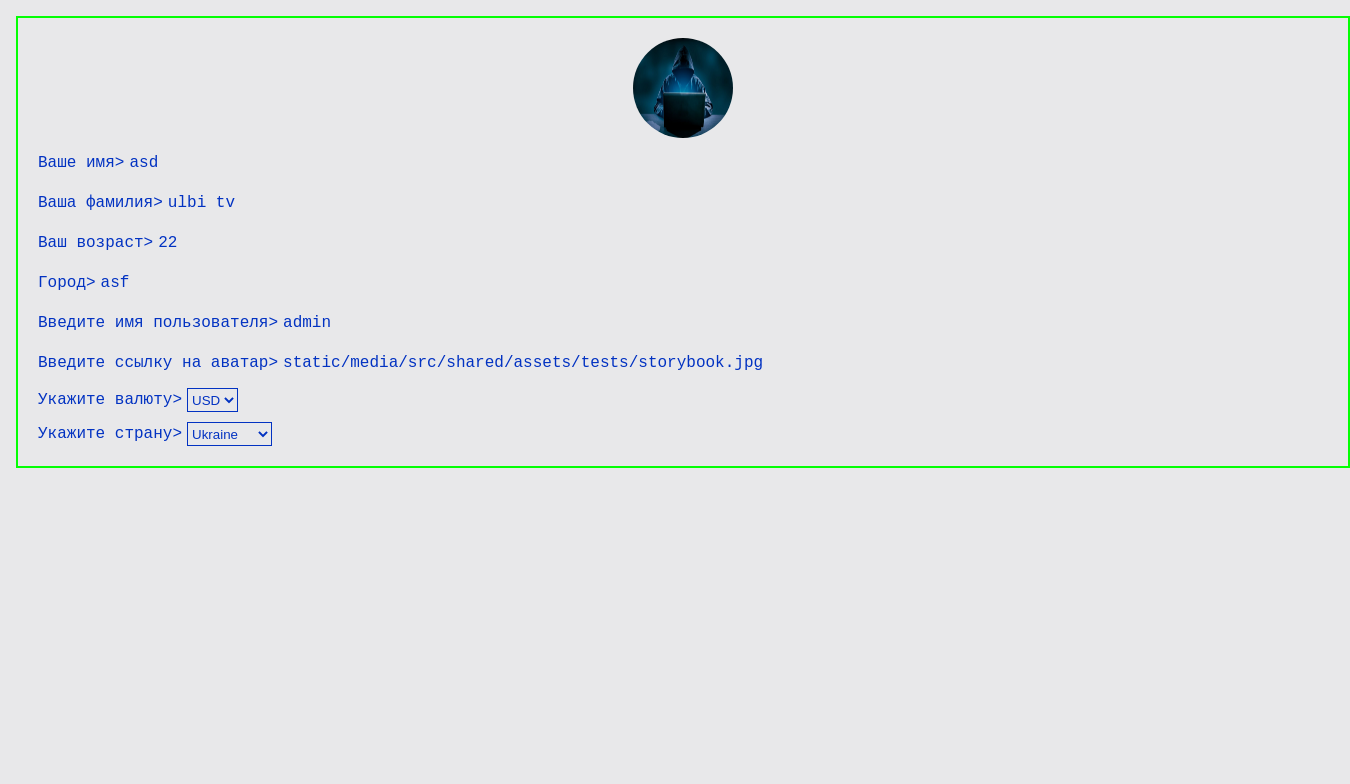 Ваше имя> asd
Ваша фамилия> ulbi tv
Ваш возраст> 22
Город> asf
Введите имя пользователя> admin
Введите ссылку на аватар> static/media/src/shared/assets/tests/storybook.jpg
Укажите валюту> USD
Укажите страну> Ukraine